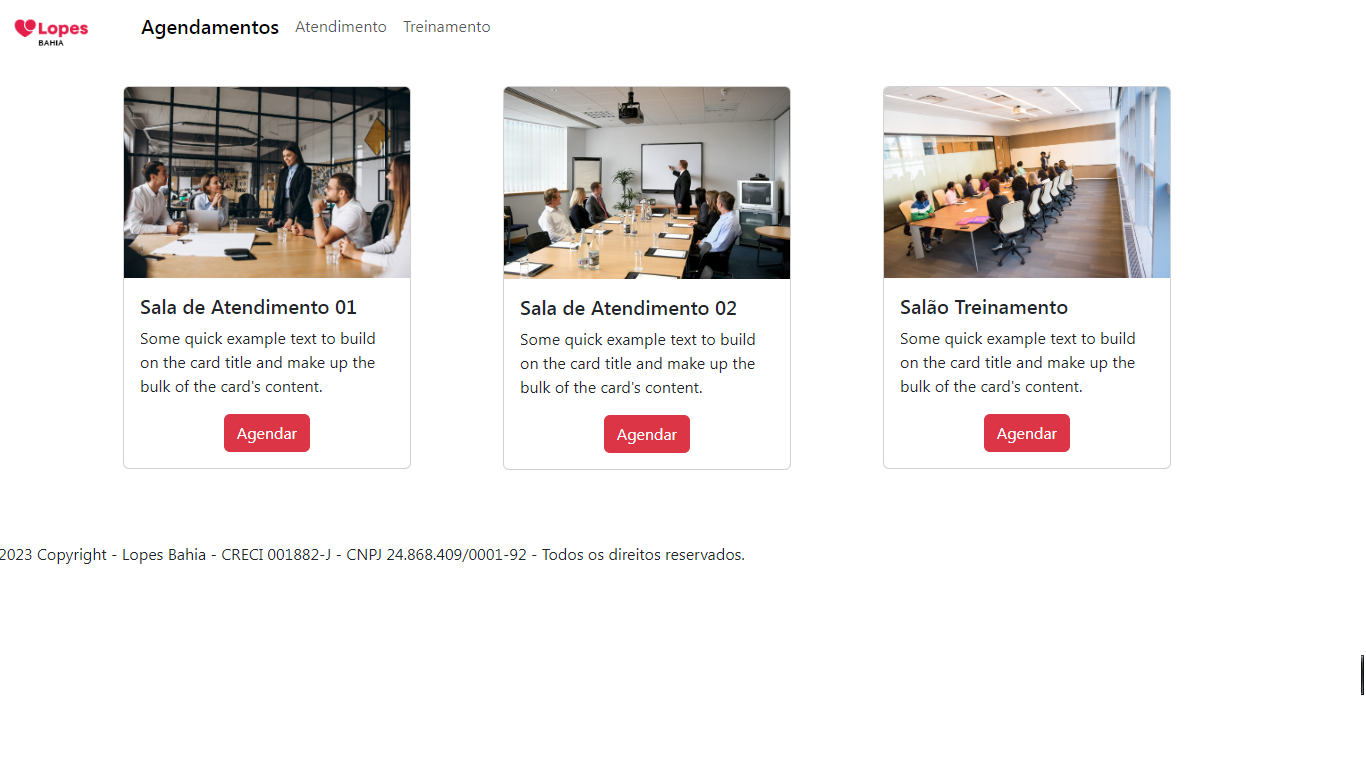 Lopes
BAHIA
Agendamentos Atendimento Treinamento
Sala de Atendimento 01
Some quick example text to build
on the card title and make up the
bulk of the card's content.
Agendar
Sala de Atendimento 02
Some quick example text to build
on the card title and make up the
bulk of the card's content.
Agendar
Salão Treinamento
Some quick example text to build
on the card title and make up the
bulk of the card's content.
Agendar
2023 Copyright - Lopes Bahia - CRECI 001882-J - CNPJ 24.868.409/0001-92 - Todos os direitos reservados.